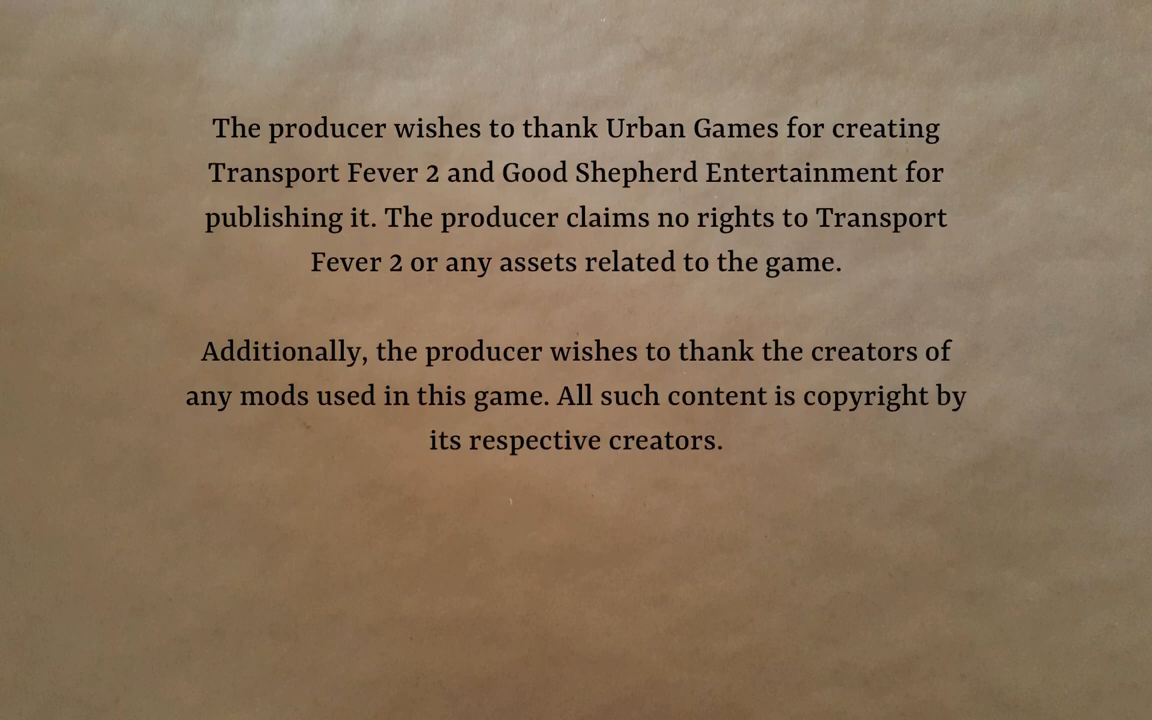 The producer wishes to thank Urban Games for creating
Transport Fever 2 and Good Shepherd Entertainment for
publishing it. The producer claims no rights to Transport
Fever 2 or any assets related to the game.
Additionally, the producer wishes to thank the creators of
any mods used in this game. All such content is copyright by
its respective creators.